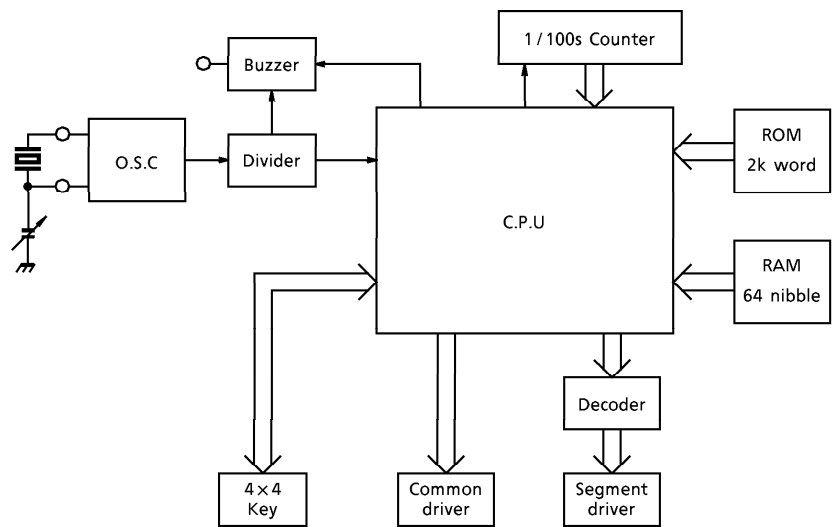 1/100s Counter
Buzzer
O.S.C
Divider
ROM
2k word
C.P.U
RAM
64 nibble
Decoder
4×4
Key
Common
driver
Segment
driver